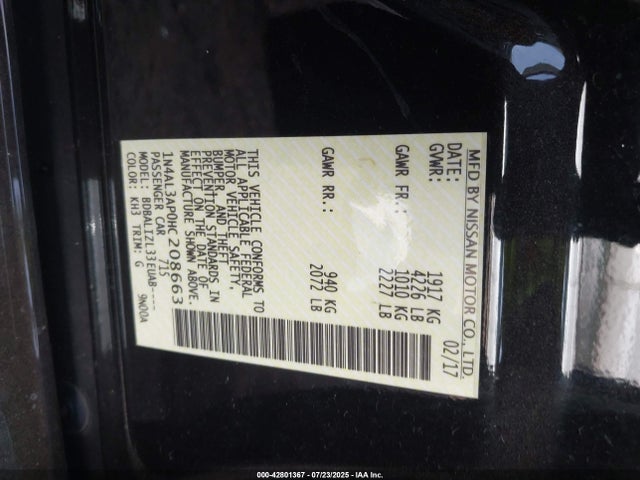 MFD BY NISSAN MOTOR CO., LTD.
DATE: 02/17
GVWR: 1917 KG
4226 LB
GAWR FR.: 1010 KG
2227 LB
GAWR RR.: 940 KG
2072 LB
THIS VEHICLE CONFORMS TO
ALL APPLICABLE FEDERAL
MOTOR VEHICLE SAFETY,
BUMPER, AND THEFT
PREVENTION STANDARDS IN
EFFECT ON THE DATE OF
MANUFACTURE SHOWN ABOVE.
1N4AL3AP0HC208663
PASSENGER CAR 715
MODEL: BDBALIZL33EUAB----
COLOR: KH3 TRIM: G 9N00A
000-42801367 - 07/23/2025 - IAA Inc.